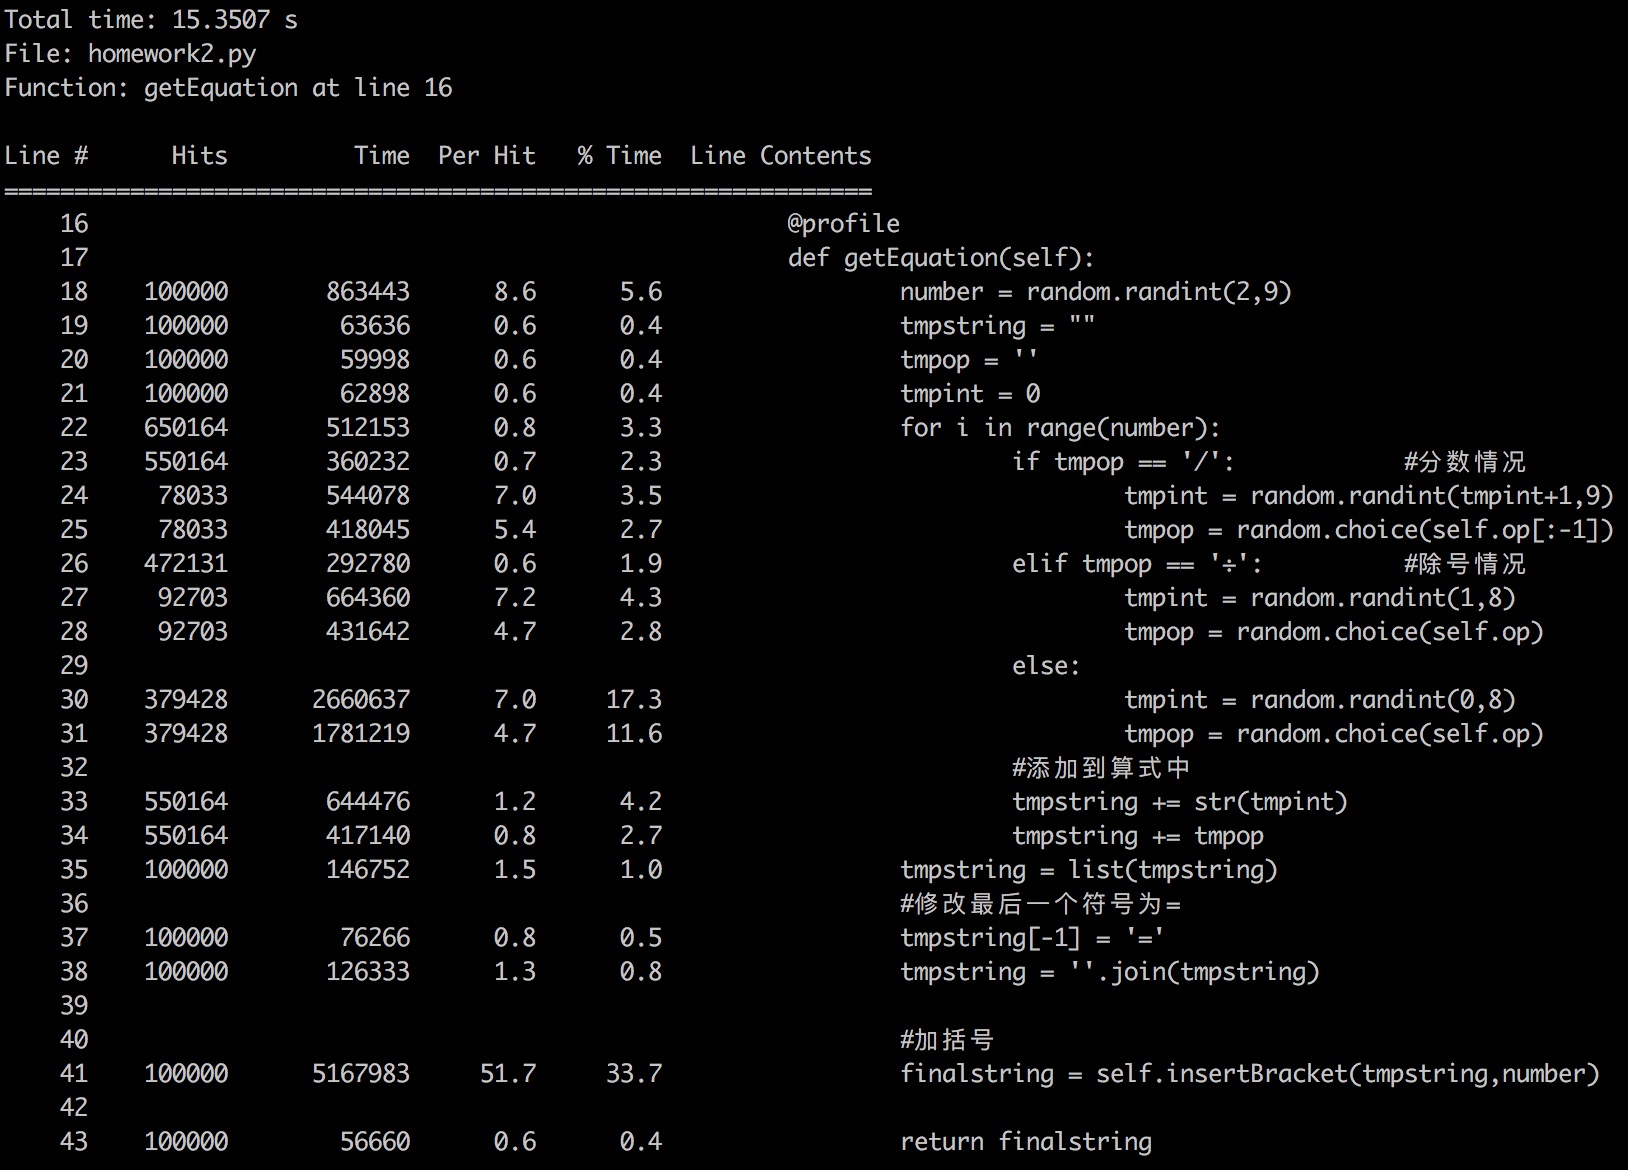 Total time: 15.3507 s
File: homework2.py
Function: getEquation at line 16
Line #      Hits         Time  Per Hit   % Time  Line Contents
==============================================================
    16                                                  @profile
    17                                                  def getEquation(self):
    18    100000       863443      8.6      5.6                 number = random.randint(2,9)
    19    100000        63636      0.6      0.4                 tmpstring = ""
    20    100000        59998      0.6      0.4                 tmpop = ''
    21    100000        62898      0.6      0.4                 tmpint = 0
    22    650164       512153      0.8      3.3                 for i in range(number):
    23    550164       360232      0.7      2.3                         if tmpop == '/':            #分数情况
    24     78033       544078      7.0      3.5                                 tmpint = random.randint(tmpint+1,9)
    25     78033       418045      5.4      2.7                                 tmpop = random.choice(self.op[:-1])
    26    472131       292780      0.6      1.9                         elif tmpop == '÷':          #除号情况
    27     92703       664360      7.2      4.3                                 tmpint = random.randint(1,8)
    28     92703       431642      4.7      2.8                                 tmpop = random.choice(self.op)
    29                                                                  else:
    30    379428      2660637      7.0     17.3                                 tmpint = random.randint(0,8)
    31    379428      1781219      4.7     11.6                                 tmpop = random.choice(self.op)
    32                                                                  #添加到算式中
    33    550164       644476      1.2      4.2                         tmpstring += str(tmpint)
    34    550164       417140      0.8      2.7                         tmpstring += tmpop
    35    100000       146752      1.5      1.0                 tmpstring = list(tmpstring)
    36                                                          #修改最后一个符号为=
    37    100000        76266      0.8      0.5                 tmpstring[-1] = '='
    38    100000       126333      1.3      0.8                 tmpstring = ''.join(tmpstring)
    39
    40                                                          #加括号
    41    100000      5167983     51.7     33.7                 finalstring = self.insertBracket(tmpstring,number)
    42
    43    100000        56660      0.6      0.4                 return finalstring